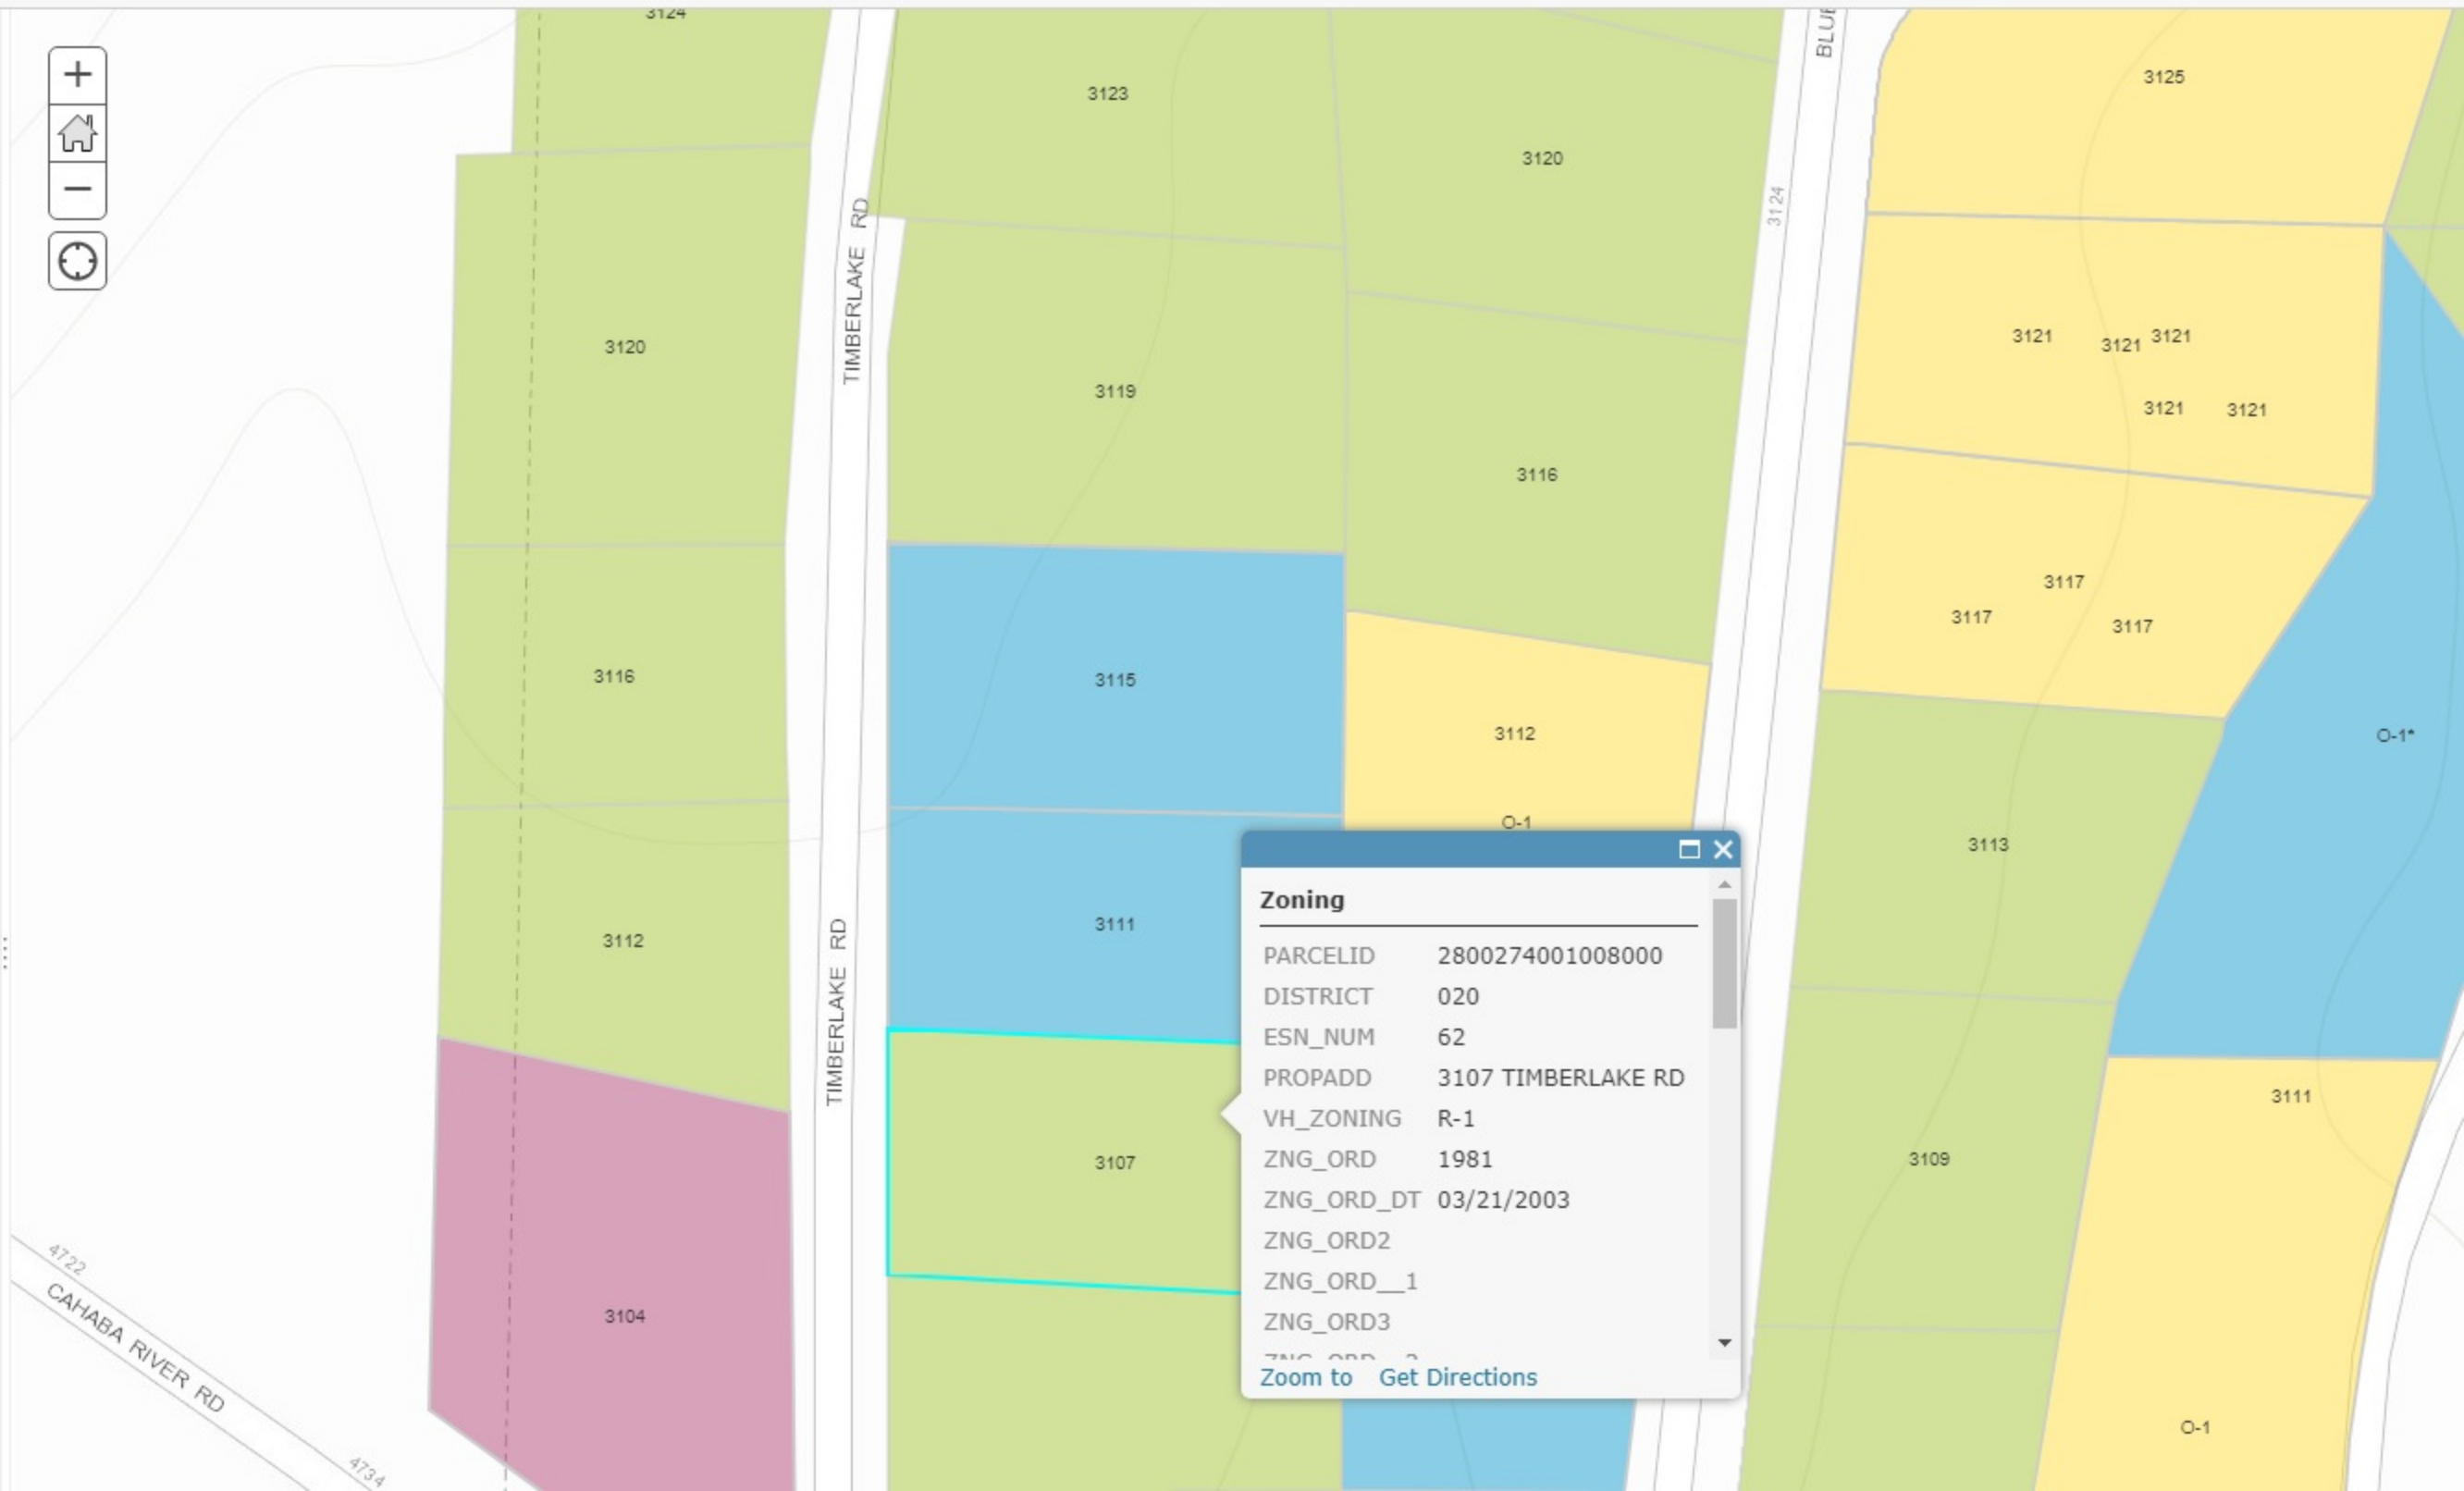 3124
BLUE
3125
3123
3120
3124
TIMBERLAKE RD
3120
3121
3121
3121
3121
3121
3119
3116
3117
3117
3117
3116
3115
3112
O-1
O-1*
3113
3112
3111
TIMBERLAKE RD
3107
3109
3111
O-1
3104
4722
CAHABA RIVER RD
4734
Zoning
PARCELID 2800274001008000
DISTRICT 020
ESN_NUM 62
PROPADD 3107 TIMBERLAKE RD
VH_ZONING R-1
ZNG_ORD 1981
ZNG_ORD_DT 03/21/2003
ZNG_ORD2
ZNG_ORD__1
ZNG_ORD3
Zoom to Get Directions